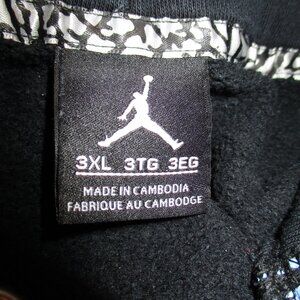 3XL 3TG 3EG
MADE IN CAMBODIA
FABRIQUE AU CAMBODGE